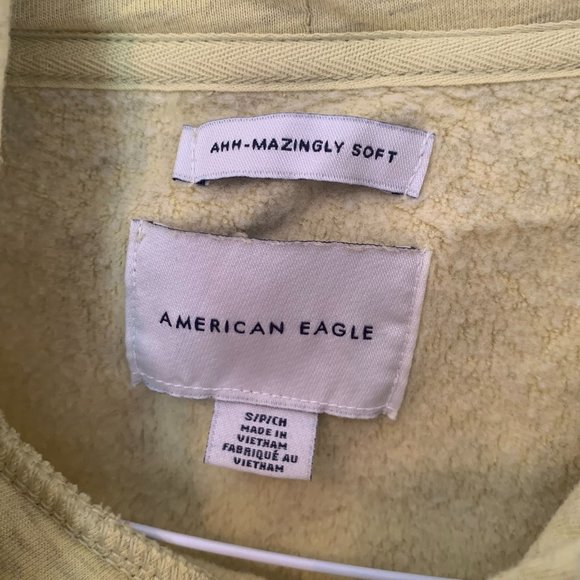 AHH-MAZINGLY SOFT
AMERICAN EAGLE
S/P/CH
MADE IN
VIETNAM
FABRIQUÉ AU
VIETNAM